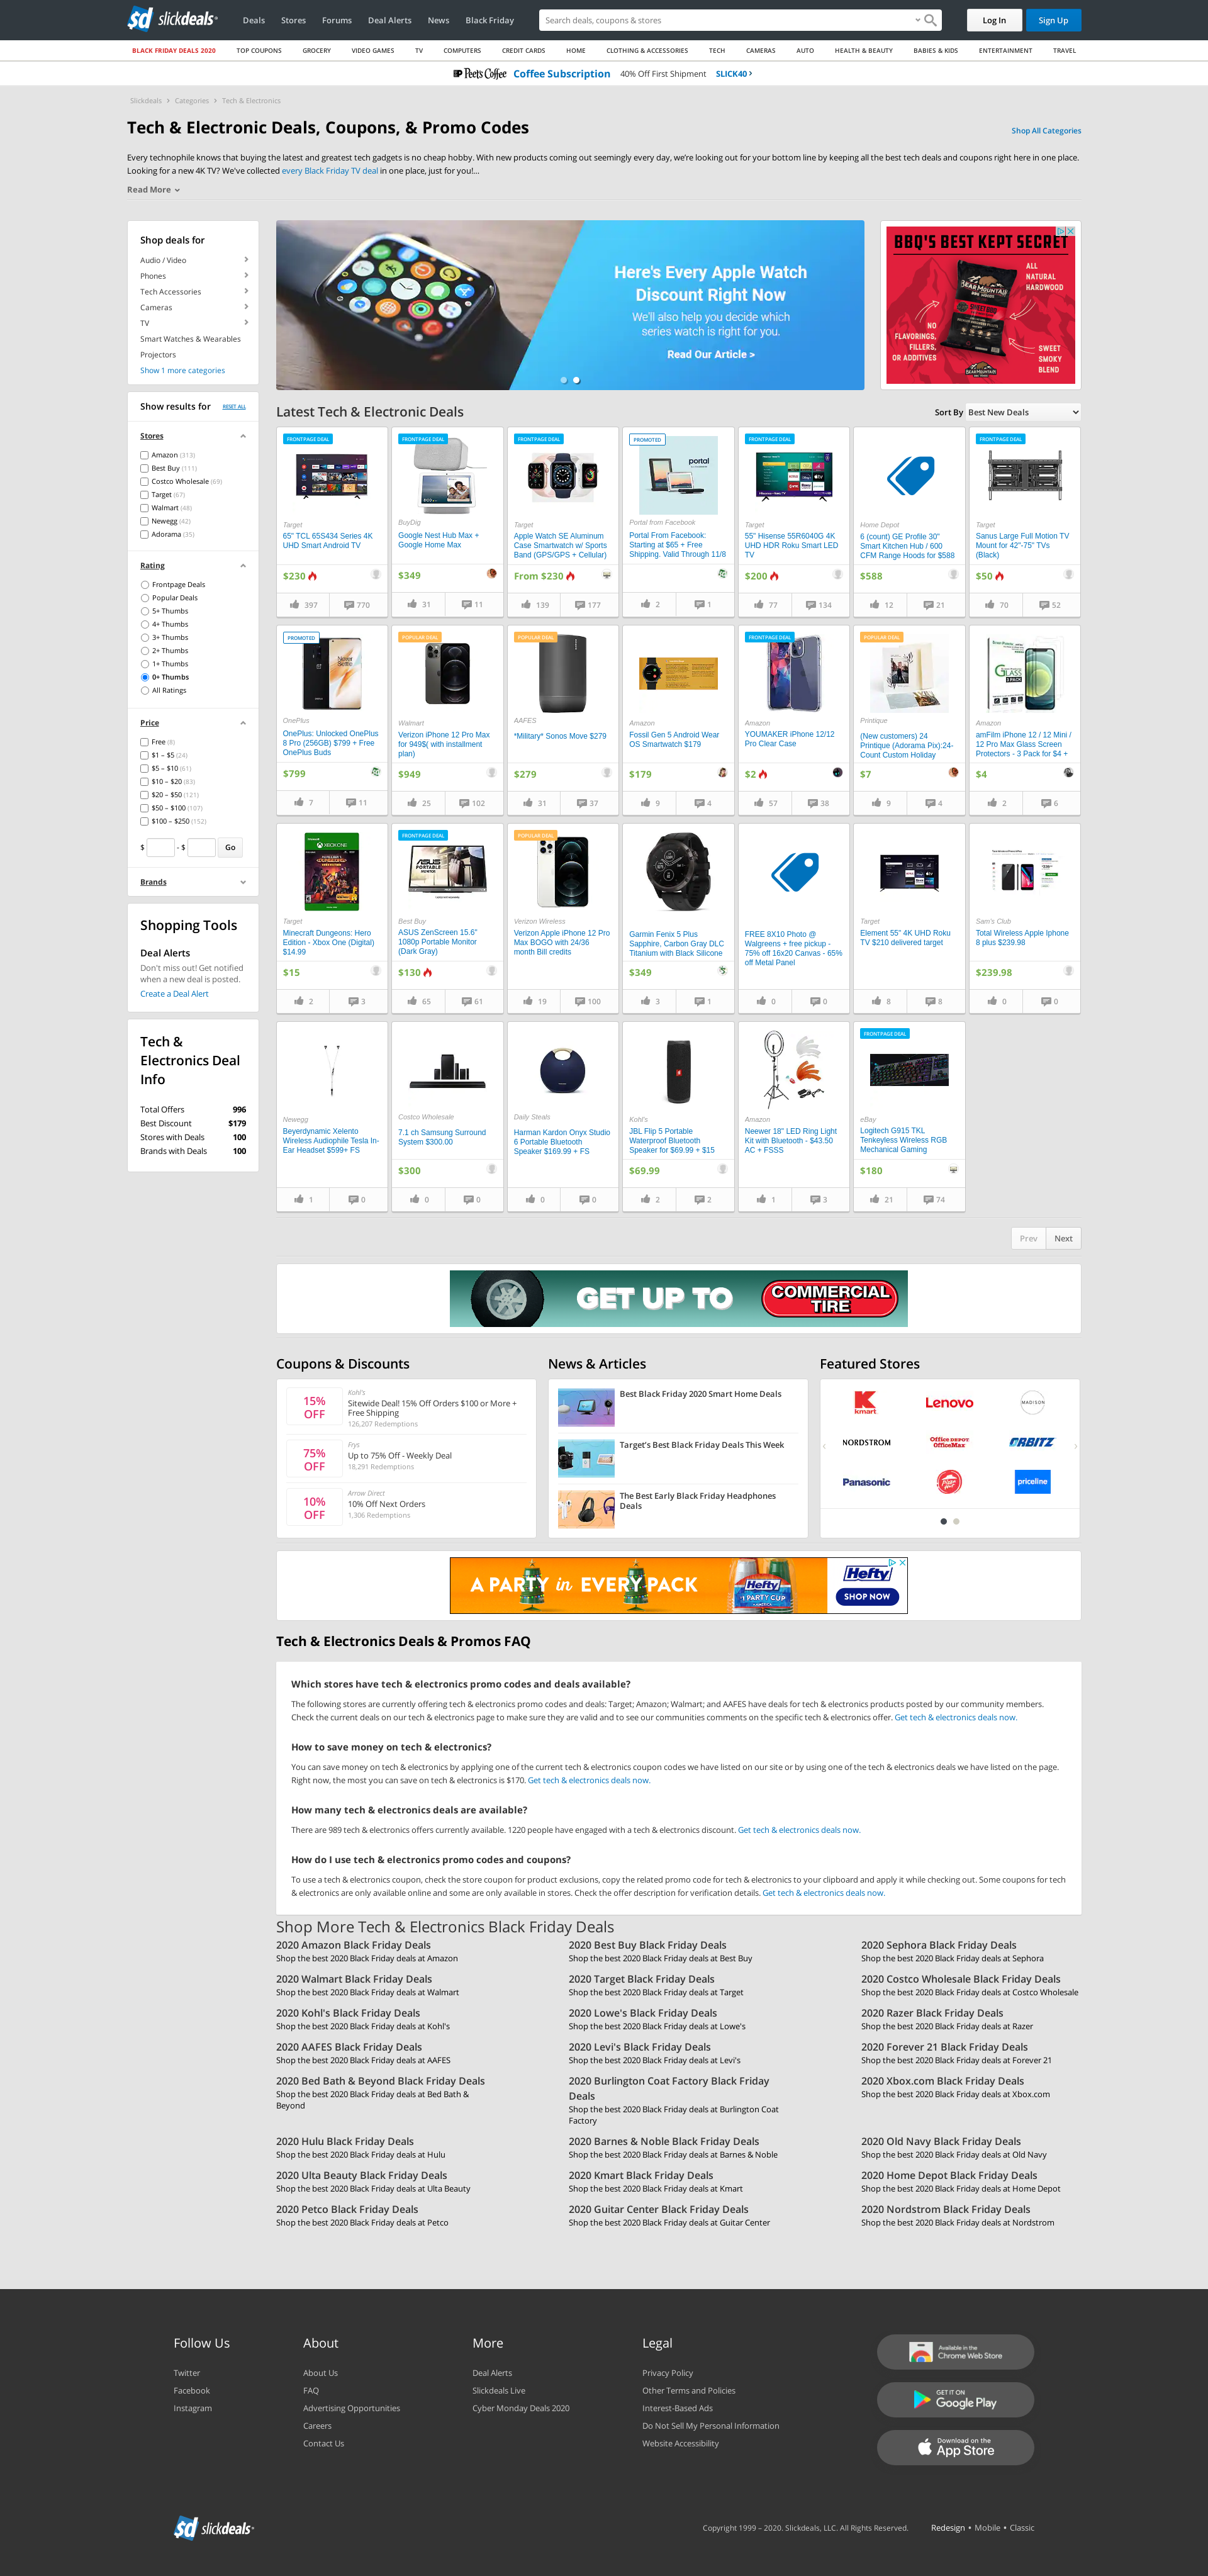 slickdeals
Deals
Stores
Forums
Deal Alerts
News
Black Friday
Search deals, coupons & stores
Log In
Sign Up
BLACK FRIDAY DEALS 2020
TOP COUPONS
GROCERY
VIDEO GAMES
TV
COMPUTERS
CREDIT CARDS
HOME
CLOTHING & ACCESSORIES
TECH
CAMERAS
AUTO
HEALTH & BEAUTY
BABIES & KIDS
ENTERTAINMENT
TRAVEL
Peet's Coffee Coffee Subscription 40% Off First Shipment SLICK40
Slickdeals > Categories > Tech & Electronics
Tech & Electronic Deals, Coupons, & Promo Codes
Shop All Categories
Every technophile knows that buying the latest and greatest tech gadgets is no cheap hobby. With new products coming out seemingly every day, we're looking out for your bottom line by keeping all the best tech deals and coupons right here in one place.
Looking for a new 4K TV? We've collected every Black Friday TV deal in one place, just for you!...
Read More
Shop deals for
Audio / Video
Phones
Tech Accessories
Cameras
TV
Smart Watches & Wearables
Projectors
Show 1 more categories
Show results for
RESET ALL
Stores
Amazon (313)
Best Buy (111)
Costco Wholesale (69)
Target (67)
Walmart (48)
Newegg (42)
Adorama (35)
Rating
Frontpage Deals
Popular Deals
5+ Thumbs
4+ Thumbs
3+ Thumbs
2+ Thumbs
1+ Thumbs
0+ Thumbs
All Ratings
Price
Free (8)
$1 – $5 (24)
$5 – $10 (61)
$10 – $20 (83)
$20 – $50 (121)
$50 – $100 (107)
$100 – $250 (152)
$ - $ Go
Brands
Shopping Tools
Deal Alerts
Don't miss out! Get notified
when a new deal is posted.
Create a Deal Alert
Tech &
Electronics Deal
Info
Total Offers 996
Best Discount $179
Stores with Deals 100
Brands with Deals 100
Here's Every Apple Watch
Discount Right Now
We'll also help you decide which
series watch is right for you.
Read Our Article >
BBQ'S BEST KEPT SECRET
ALL
NATURAL
HARDWOOD
BEAR MOUNTAIN
NO
FLAVORINGS,
FILLERS,
OR ADDITIVES
SWEET
SMOKY
BLEND
BEAR MOUNTAIN
Latest Tech & Electronic Deals
Sort By Best New Deals
FRONTPAGE DEAL
Target
65" TCL 65S434 Series 4K
UHD Smart Android TV
$230
397 770
FRONTPAGE DEAL
BuyDig
Google Nest Hub Max +
Google Home Max
$349
31 11
FRONTPAGE DEAL
Target
Apple Watch SE Aluminum
Case Smartwatch w/ Sports
Band (GPS/GPS + Cellular)
From $230
139 177
PROMOTED
portal
Portal from Facebook
Portal From Facebook:
Starting at $65 + Free
Shipping. Valid Through 11/8
2 1
FRONTPAGE DEAL
Target
55" Hisense 55R6040G 4K
UHD HDR Roku Smart LED
TV
$200
77 134
Home Depot
6 (count) GE Profile 30"
Smart Kitchen Hub / 600
CFM Range Hoods for $588
$588
12 21
FRONTPAGE DEAL
Target
Sanus Large Full Motion TV
Mount for 42"-75" TVs
(Black)
$50
70 52
PROMOTED
OnePlus
OnePlus: Unlocked OnePlus
8 Pro (256GB) $799 + Free
OnePlus Buds
$799
7 11
POPULAR DEAL
Walmart
Verizon iPhone 12 Pro Max
for 949$( with installment
plan)
$949
25 102
POPULAR DEAL
AAFES
*Military* Sonos Move $279
$279
31 37
Amazon
Fossil Gen 5 Android Wear
OS Smartwatch $179
$179
9 4
FRONTPAGE DEAL
Amazon
YOUMAKER iPhone 12/12
Pro Clear Case
$2
57 38
POPULAR DEAL
Printique
(New customers) 24
Printique (Adorama Pix):24-
Count Custom Holiday
$7
9 4
GLASS
3 PACK
Amazon
amFilm iPhone 12 / 12 Mini /
12 Pro Max Glass Screen
Protectors - 3 Pack for $4 +
$4
2 6
XBOX ONE
Target
Minecraft Dungeons: Hero
Edition - Xbox One (Digital)
$14.99
$15
2 3
FRONTPAGE DEAL
ASUS
PORTABLE
MONITOR
Best Buy
ASUS ZenScreen 15.6"
1080p Portable Monitor
(Dark Gray)
$130
65 61
POPULAR DEAL
Verizon Wireless
Verizon Apple iPhone 12 Pro
Max BOGO with 24/36
month Bill credits
19 100
Garmin Fenix 5 Plus
Sapphire, Carbon Gray DLC
Titanium with Black Silicone
$349
3 1
FREE 8X10 Photo @
Walgreens + free pickup -
75% off 16x20 Canvas - 65%
off Metal Panel
0 0
Target
Element 55" 4K UHD Roku
TV $210 delivered target
8 8
Sam's Club
Total Wireless Apple Iphone
8 plus $239.98
$239.98
0 0
Newegg
Beyerdynamic Xelento
Wireless Audiophile Tesla In-
Ear Headset $599+ FS
1 0
Costco Wholesale
7.1 ch Samsung Surround
System $300.00
$300
0 0
Daily Steals
Harman Kardon Onyx Studio
6 Portable Bluetooth
Speaker $169.99 + FS
0 0
Kohl's
JBL Flip 5 Portable
Waterproof Bluetooth
Speaker for $69.99 + $15
$69.99
2 2
Amazon
Neewer 18" LED Ring Light
Kit with Bluetooth - $43.50
AC + FSSS
1 3
FRONTPAGE DEAL
eBay
Logitech G915 TKL
Tenkeyless Wireless RGB
Mechanical Gaming
$180
21 74
Prev Next
GET UP TO
COMMERCIAL
TIRE
Coupons & Discounts
15%
OFF
Kohl's
Sitewide Deal! 15% Off Orders $100 or More +
Free Shipping
126,207 Redemptions
75%
OFF
Frys
Up to 75% Off - Weekly Deal
18,291 Redemptions
10%
OFF
Arrow Direct
10% Off Next Orders
1,306 Redemptions
News & Articles
Best Black Friday 2020 Smart Home Deals
Target's Best Black Friday Deals This Week
The Best Early Black Friday Headphones
Deals
Featured Stores
kmart
Lenovo
MADISON
NORDSTROM
Office DEPOT
OfficeMax
ORBITZ
Panasonic
Pizza Hut
priceline
A PARTY in EVERY PACK
Hefty
PARTY CUP
Hefty
SHOP NOW
Tech & Electronics Deals & Promos FAQ
Which stores have tech & electronics promo codes and deals available?
The following stores are currently offering tech & electronics promo codes and deals: Target; Amazon; Walmart; and AAFES have deals for tech & electronics products posted by our community members.
Check the current deals on our tech & electronics page to make sure they are valid and to see our communities comments on the specific tech & electronics offer. Get tech & electronics deals now.
How to save money on tech & electronics?
You can save money on tech & electronics by applying one of the current tech & electronics coupon codes we have listed on our site or by using one of the tech & electronics deals we have listed on the page.
Right now, the most you can save on tech & electronics is $170. Get tech & electronics deals now.
How many tech & electronics deals are available?
There are 989 tech & electronics offers currently available. 1220 people have engaged with a tech & electronics discount. Get tech & electronics deals now.
How do I use tech & electronics promo codes and coupons?
To use a tech & electronics coupon, check the store coupon for product exclusions, copy the related promo code for tech & electronics to your clipboard and apply it while checking out. Some coupons for tech
& electronics are only available online and some are only available in stores. Check the offer description for verification details. Get tech & electronics deals now.
Shop More Tech & Electronics Black Friday Deals
2020 Amazon Black Friday Deals
Shop the best 2020 Black Friday deals at Amazon
2020 Best Buy Black Friday Deals
Shop the best 2020 Black Friday deals at Best Buy
2020 Sephora Black Friday Deals
Shop the best 2020 Black Friday deals at Sephora
2020 Walmart Black Friday Deals
Shop the best 2020 Black Friday deals at Walmart
2020 Target Black Friday Deals
Shop the best 2020 Black Friday deals at Target
2020 Costco Wholesale Black Friday Deals
Shop the best 2020 Black Friday deals at Costco Wholesale
2020 Kohl's Black Friday Deals
Shop the best 2020 Black Friday deals at Kohl's
2020 Lowe's Black Friday Deals
Shop the best 2020 Black Friday deals at Lowe's
2020 Razer Black Friday Deals
Shop the best 2020 Black Friday deals at Razer
2020 AAFES Black Friday Deals
Shop the best 2020 Black Friday deals at AAFES
2020 Levi's Black Friday Deals
Shop the best 2020 Black Friday deals at Levi's
2020 Forever 21 Black Friday Deals
Shop the best 2020 Black Friday deals at Forever 21
2020 Bed Bath & Beyond Black Friday Deals
Shop the best 2020 Black Friday deals at Bed Bath &
Beyond
2020 Burlington Coat Factory Black Friday
Deals
Shop the best 2020 Black Friday deals at Burlington Coat
Factory
2020 Xbox.com Black Friday Deals
Shop the best 2020 Black Friday deals at Xbox.com
2020 Hulu Black Friday Deals
Shop the best 2020 Black Friday deals at Hulu
2020 Barnes & Noble Black Friday Deals
Shop the best 2020 Black Friday deals at Barnes & Noble
2020 Old Navy Black Friday Deals
Shop the best 2020 Black Friday deals at Old Navy
2020 Ulta Beauty Black Friday Deals
Shop the best 2020 Black Friday deals at Ulta Beauty
2020 Kmart Black Friday Deals
Shop the best 2020 Black Friday deals at Kmart
2020 Home Depot Black Friday Deals
Shop the best 2020 Black Friday deals at Home Depot
2020 Petco Black Friday Deals
Shop the best 2020 Black Friday deals at Petco
2020 Guitar Center Black Friday Deals
Shop the best 2020 Black Friday deals at Guitar Center
2020 Nordstrom Black Friday Deals
Shop the best 2020 Black Friday deals at Nordstrom
Follow Us
Twitter
Facebook
Instagram
About
About Us
FAQ
Advertising Opportunities
Careers
Contact Us
More
Deal Alerts
Slickdeals Live
Cyber Monday Deals 2020
Legal
Privacy Policy
Other Terms and Policies
Interest-Based Ads
Do Not Sell My Personal Information
Website Accessibility
Available in the
Chrome Web Store
GET IT ON
Google Play
Download on the
App Store
slickdeals
Copyright 1999 – 2020. Slickdeals, LLC. All Rights Reserved.
Redesign • Mobile • Classic